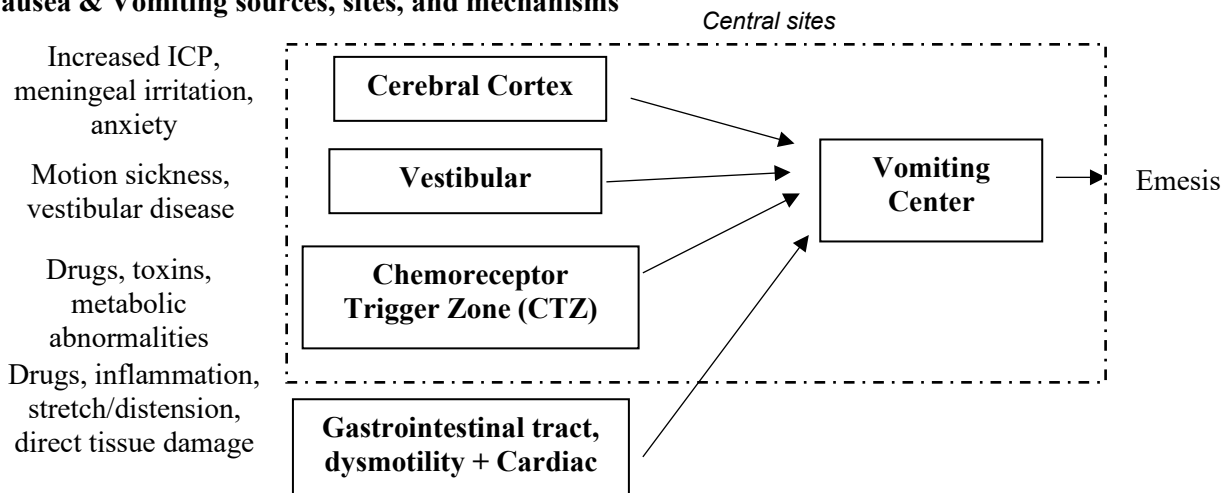 ausea & Vomiting sources, sites, and mechanisms
Central sites
Increased ICP,
meningeal irritation,
anxiety
Cerebral Cortex
Motion sickness,
vestibular disease
Vestibular
Vomiting
Center
Emesis
Drugs, toxins,
metabolic
abnormalities
Chemoreceptor
Trigger Zone (CTZ)
Drugs, inflammation,
stretch/distension,
direct tissue damage
Gastrointestinal tract,
dysmotility + Cardiac